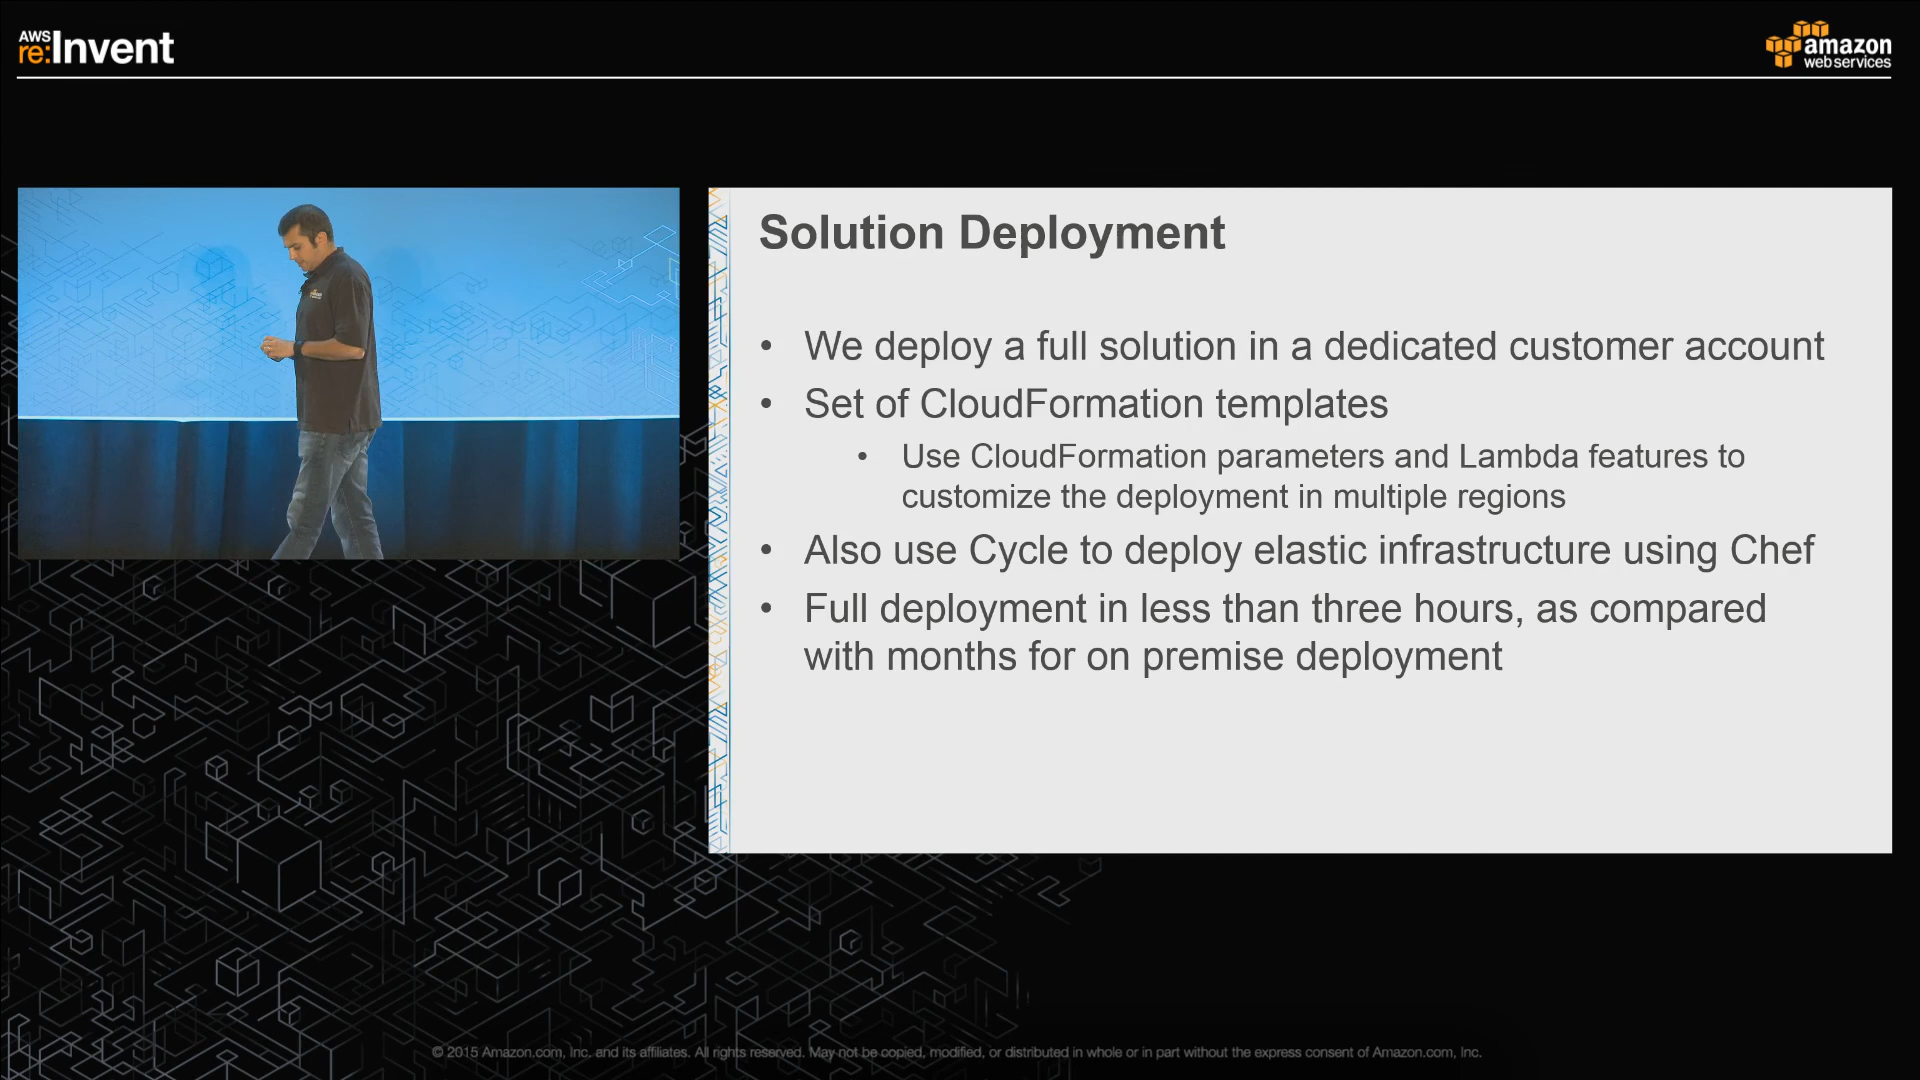 AWS
re:Invent
amazon
web services
Solution Deployment
• We deploy a full solution in a dedicated customer account
• Set of CloudFormation templates
• Use CloudFormation parameters and Lambda features to
customize the deployment in multiple regions
• Also use Cycle to deploy elastic infrastructure using Chef
• Full deployment in less than three hours, as compared
with months for on premise deployment
© 2015 Amazon.com, Inc. and its affiliates. All rights reserved. May not be copied, modified, or distributed in whole or in part without the express consent of Amazon.com, Inc.